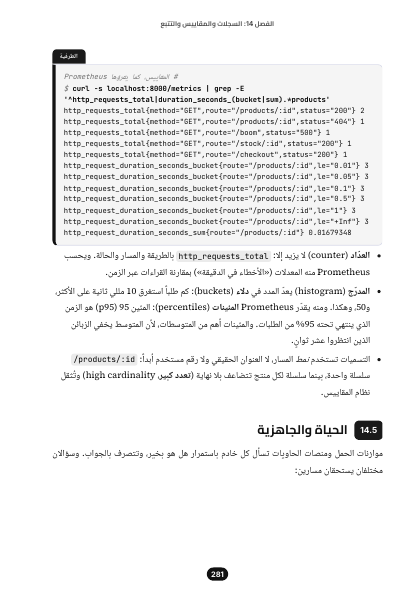 الفصل 14: السجلات والمقاييس والتتبع
الطرفية
# المقاييس كما يقرؤها Prometheus
$ curl -s localhost:8000/metrics | grep -E
'^http_requests_total|duration_seconds_(bucket|sum).*products'
http_requests_total{method="GET",route="/products/:id",status="200"} 2
http_requests_total{method="GET",route="/products/:id",status="404"} 1
http_requests_total{method="GET",route="/boom",status="500"} 1
http_requests_total{method="GET",route="/stock/:id",status="200"} 1
http_requests_total{method="GET",route="/checkout",status="200"} 1
http_request_duration_seconds_bucket{route="/products/:id",le="0.01"} 3
http_request_duration_seconds_bucket{route="/products/:id",le="0.05"} 3
http_request_duration_seconds_bucket{route="/products/:id",le="0.1"} 3
http_request_duration_seconds_bucket{route="/products/:id",le="0.5"} 3
http_request_duration_seconds_bucket{route="/products/:id",le="1"} 3
http_request_duration_seconds_bucket{route="/products/:id",le="+Inf"} 3
http_request_duration_seconds_sum{route="/products/:id"} 0.01679348
• العدّاد (counter) لا يزيد إلا: http_requests_total بالطريقة والمسار والحالة. ويحسب
Prometheus منه المعدلات («الأخطاء في الدقيقة») بمقارنة القراءات عبر الزمن.
• المدرّج (histogram) يعدّ المدد في دلاء (buckets): كم طلباً استغرق 10 مللي ثانية على الأكثر،
و50، وهكذا. ومنه يقدّر Prometheus المئينات (percentiles): المئين 95 (p95) هو الزمن
الذي ينتهي تحته 95% من الطلبات. والمئينات أهم من المتوسطات، لأن المتوسط يخفي الزبائن
الذين انتظروا عشر ثوانٍ.
• التسميات تستخدم نمط المسار، لا العنوان الحقيقي ولا رقم مستخدم أبداً: /products/:id
سلسلة واحدة، بينما سلسلة لكل منتج تتضاعف بلا نهاية (تعدد كبير، high cardinality) وتُثقل
نظام المقاييس.
14.5 الحياة والجاهزية
موازنات الحمل ومنصات الحاويات تسأل كل خادم باستمرار هل هو بخير، وتتصرف بالجواب. وسؤالان
مختلفان يستحقان مسارين:
281